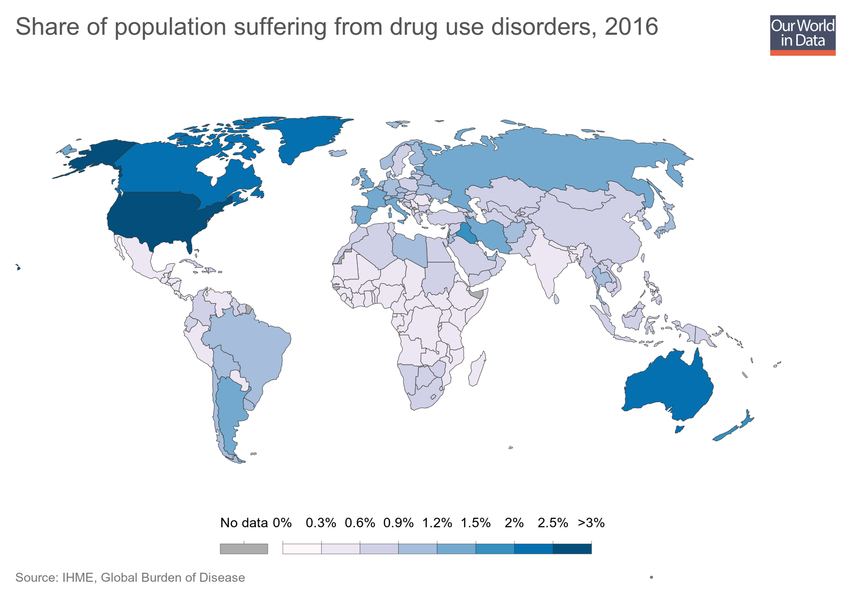 Share of population suffering from drug use disorders, 2016
Our World
in Data
No data 0% 0.3% 0.6% 0.9% 1.2% 1.5% 2% 2.5% >3%
Source: IHME, Global Burden of Disease